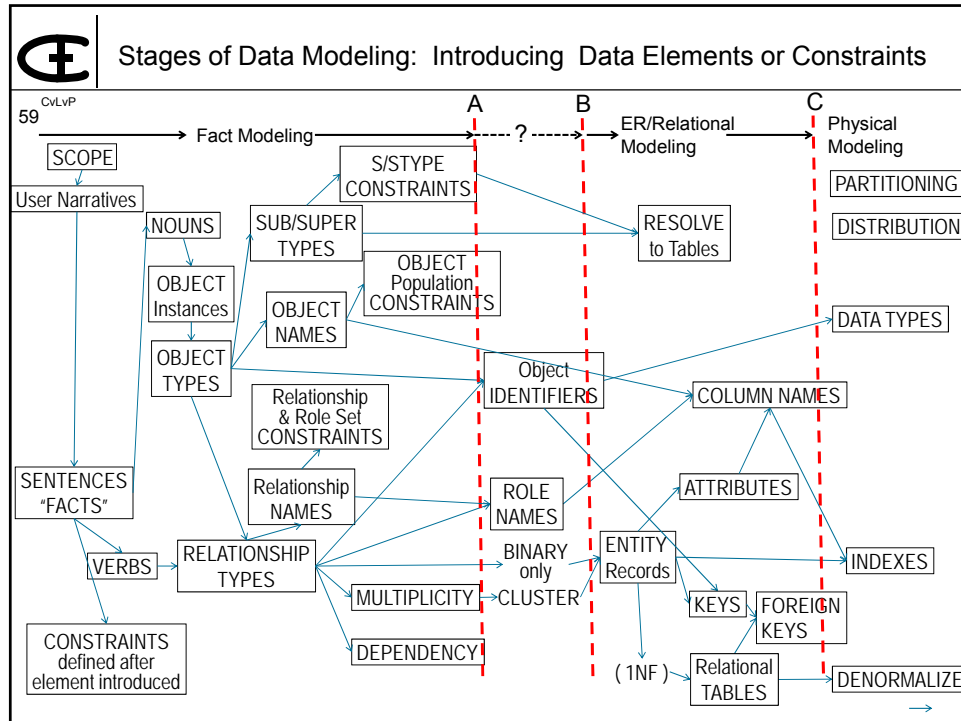 Stages of Data Modeling: Introducing Data Elements or Constraints
CvLvP
59
A
B
C
Fact Modeling
?
ER/Relational
Modeling
Physical
Modeling
SCOPE
User Narratives
NOUNS
OBJECT
Instances
OBJECT
TYPES
SENTENCES
"FACTS"
VERBS
CONSTRAINTS
defined after
element introduced
S/STYPE
CONSTRAINTS
SUB/SUPER
TYPES
OBJECT
Population
CONSTRAINTS
OBJECT
NAMES
Relationship
& Role Set
CONSTRAINTS
Relationship
NAMES
RELATIONSHIP
TYPES
MULTIPLICITY
DEPENDENCY
Object
IDENTIFIERS
ROLE
NAMES
BINARY
only
CLUSTER
RESOLVE
to Tables
COLUMN NAMES
ATTRIBUTES
ENTITY
Records
KEYS
FOREIGN
KEYS
( 1NF )
Relational
TABLES
PARTITIONING
DISTRIBUTION
DATA TYPES
INDEXES
DENORMALIZE